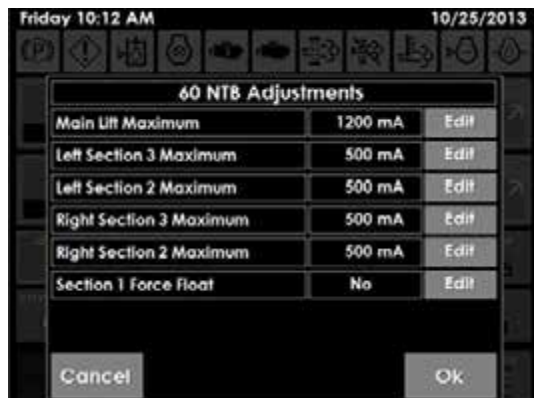 Friday 10:12 AM 10/25/2013
60 NTB Adjustments
Main Lift Maximum 1200 mA Edit
Left Section 3 Maximum 500 mA Edit
Left Section 2 Maximum 500 mA Edit
Right Section 3 Maximum 500 mA Edit
Right Section 2 Maximum 500 mA Edit
Section 1 Force Float No Edit
Cancel Ok